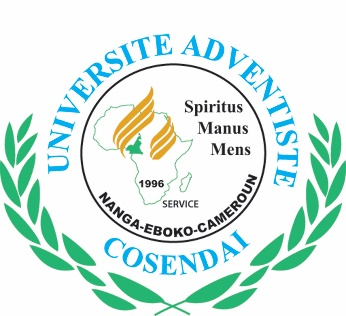 UNIVERSITE ADVENTISTE
Spiritus
Manus
Mens
1996
SERVICE
NANGA-EBOKO-CAMEROUN
COSENDAI